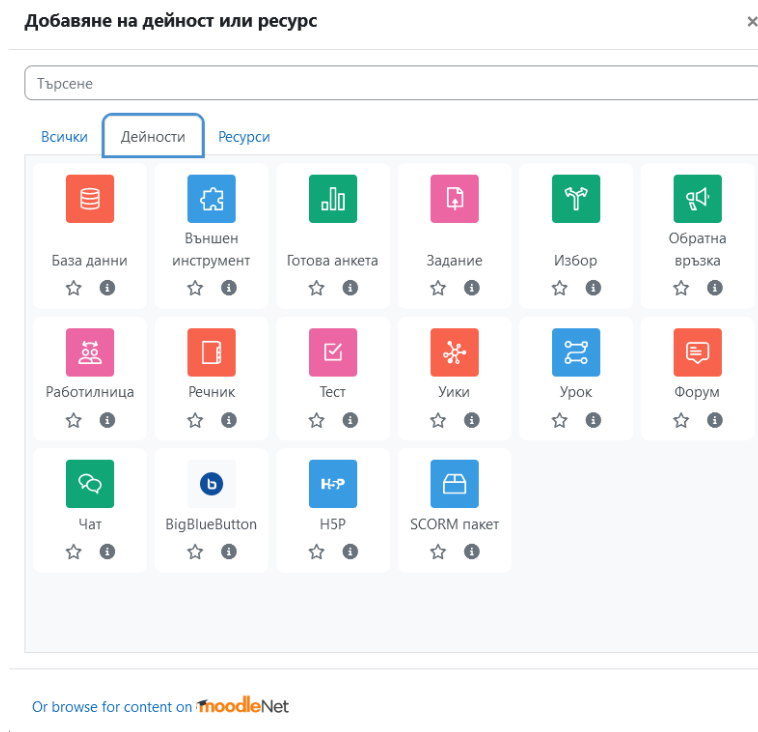 Добавяне на дейност или ресурс
×
Търсене
Всички Дейности Ресурси
База данни
Външен
инструмент
Готова анкета
Задание
Избор
Обратна
връзка
Работилница
Речник
Тест
Уики
Урок
Форум
Чат
b
BigBlueButton
H5P
H5P
SCORM пакет
Or browse for content on moodleNet